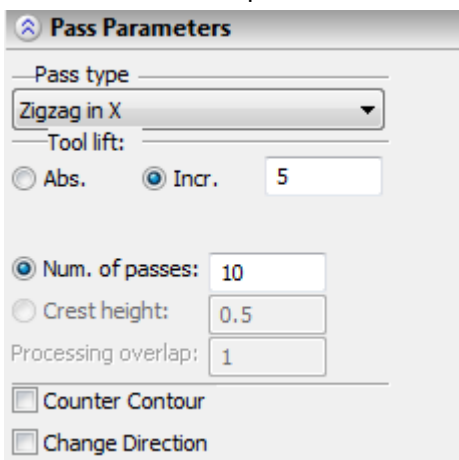 Pass Parameters
Pass type
Zigzag in X
Tool lift:
Abs. Incr. 5
Num. of passes: 10
Crest height: 0.5
Processing overlap: 1
Counter Contour
Change Direction